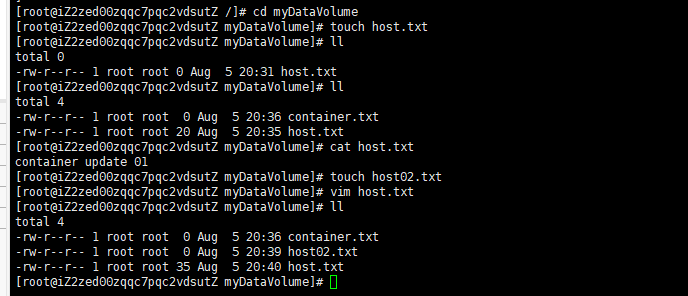 [root@iZ2zed00zqqc7pqc2vdsutZ /]# cd myDataVolume
[root@iZ2zed00zqqc7pqc2vdsutZ myDataVolume]# touch host.txt
[root@iZ2zed00zqqc7pqc2vdsutZ myDataVolume]# ll
total 0
-rw-r--r-- 1 root root 0 Aug  5 20:31 host.txt
[root@iZ2zed00zqqc7pqc2vdsutZ myDataVolume]# ll
total 4
-rw-r--r-- 1 root root  0 Aug  5 20:36 container.txt
-rw-r--r-- 1 root root 20 Aug  5 20:35 host.txt
[root@iZ2zed00zqqc7pqc2vdsutZ myDataVolume]# cat host.txt
container update 01
[root@iZ2zed00zqqc7pqc2vdsutZ myDataVolume]# touch host02.txt
[root@iZ2zed00zqqc7pqc2vdsutZ myDataVolume]# vim host.txt
[root@iZ2zed00zqqc7pqc2vdsutZ myDataVolume]# ll
total 4
-rw-r--r-- 1 root root  0 Aug  5 20:36 container.txt
-rw-r--r-- 1 root root  0 Aug  5 20:39 host02.txt
-rw-r--r-- 1 root root 35 Aug  5 20:40 host.txt
[root@iZ2zed00zqqc7pqc2vdsutZ myDataVolume]#